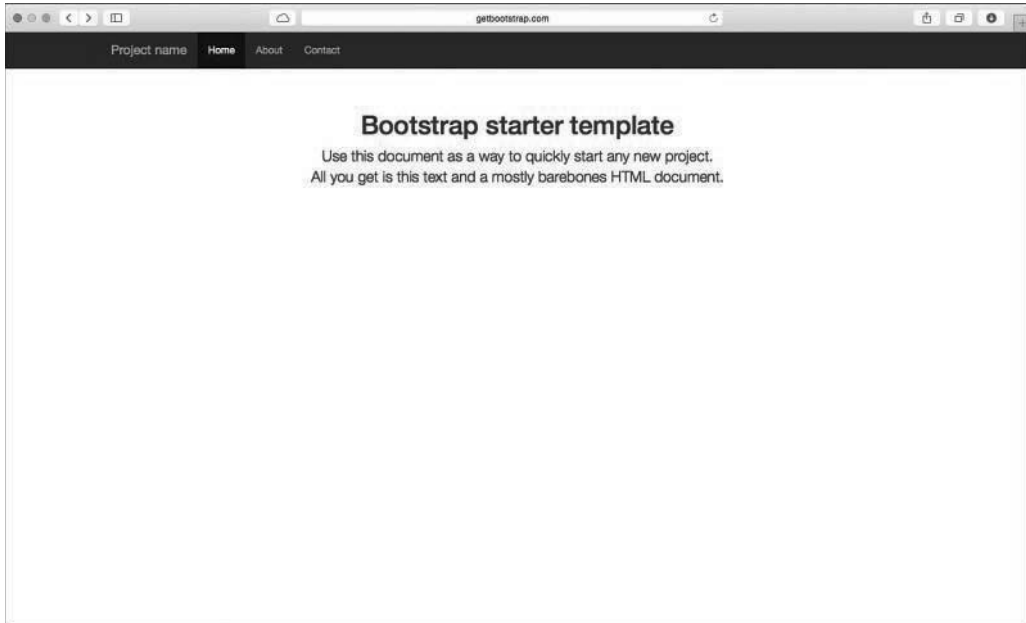 getbootstrap.com
Project name Home About Contact
Bootstrap starter template
Use this document as a way to quickly start any new project.
All you get is this text and a mostly barebones HTML document.